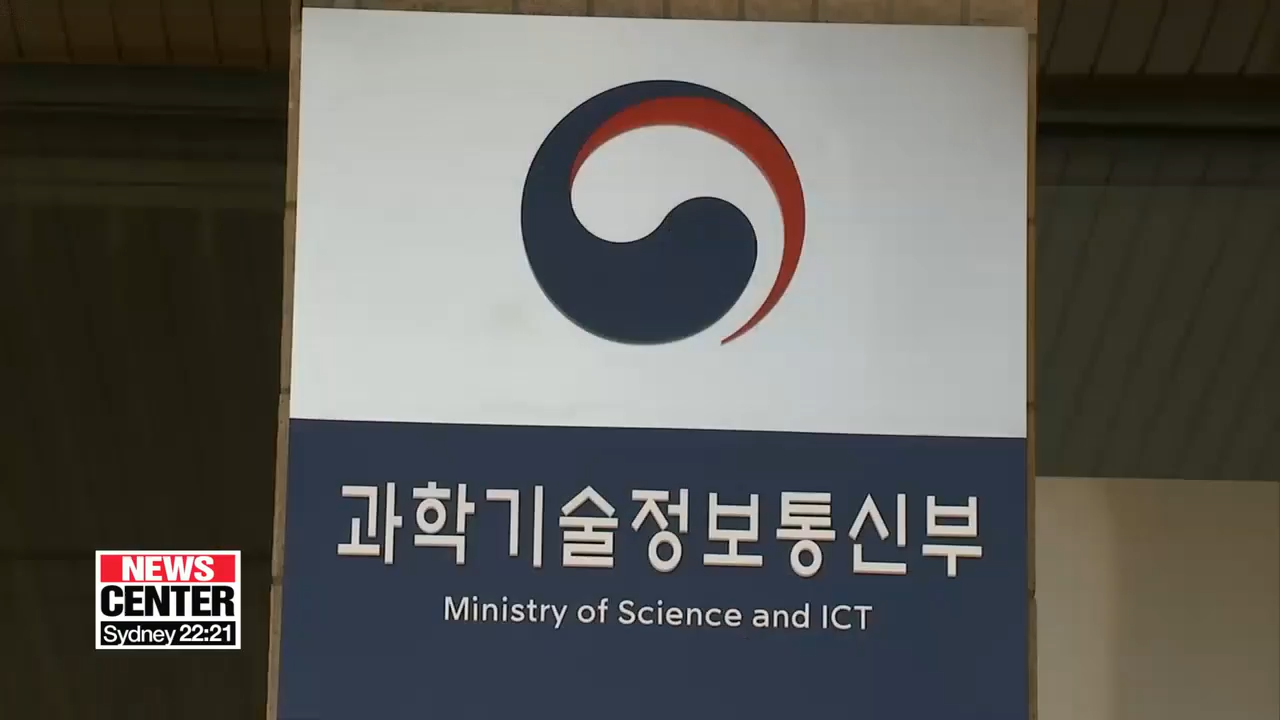 과학기술정보통신부
Ministry of Science and ICT
NEWS
CENTER
Sydney 22:21